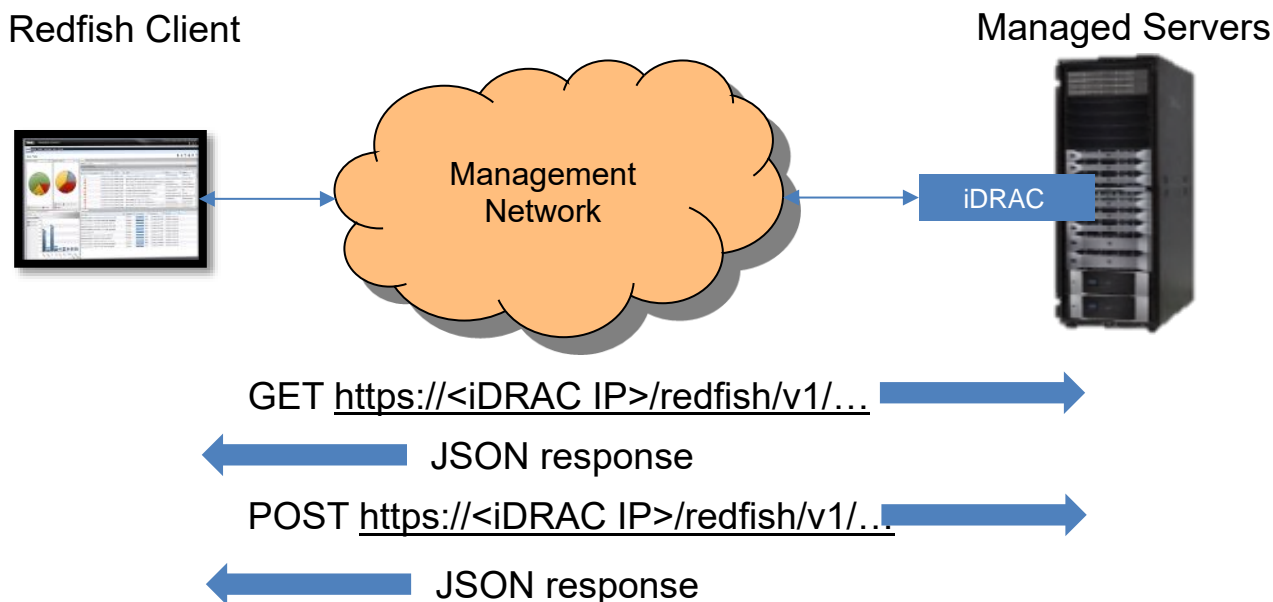 Redfish Client
Managed Servers
Management
Network
iDRAC
GET https://<iDRAC IP>/redfish/v1/…
JSON response
POST https://<iDRAC IP>/redfish/v1/…
JSON response